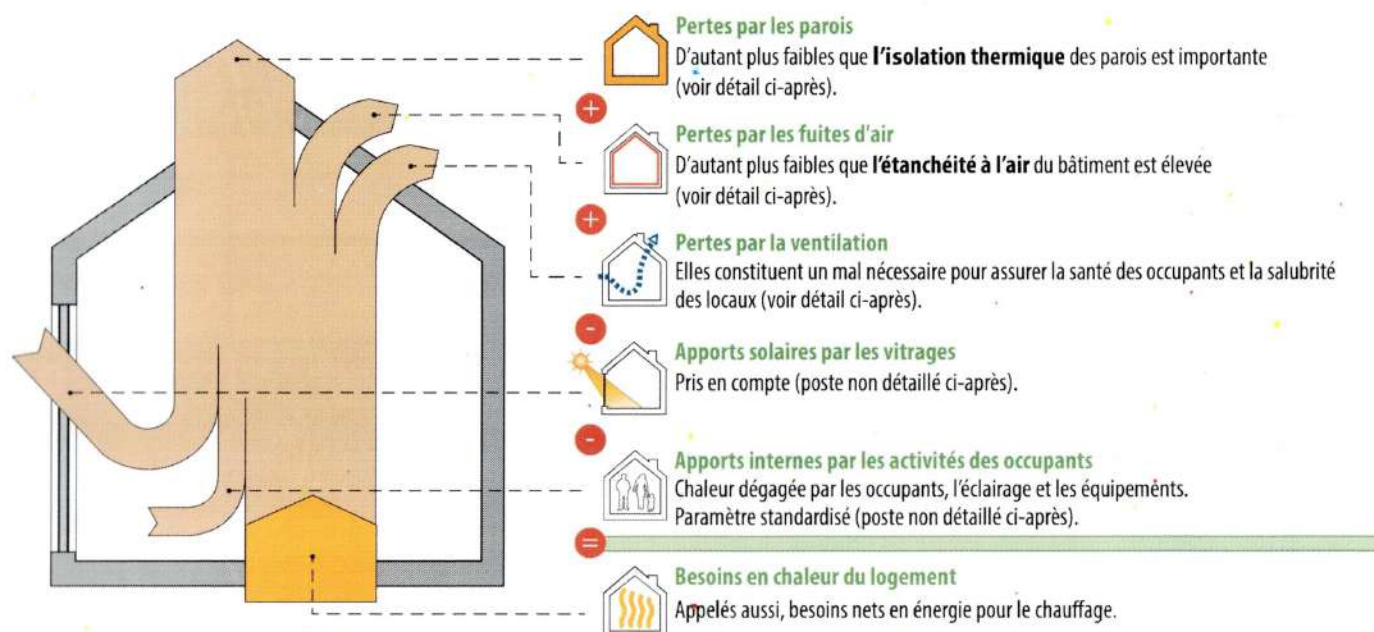 Pertes par les parois
D'autant plus faibles que l'isolation thermique des parois est importante
(voir détail ci-après).
+
Pertes par les fuites d'air
D'autant plus faibles que l'étanchéité à l'air du bâtiment est élevée
(voir détail ci-après).
+
Pertes par la ventilation
Elles constituent un mal nécessaire pour assurer la santé des occupants et la salubrité
des locaux (voir détail ci-après).
-
Apports solaires par les vitrages
Pris en compte (poste non détaillé ci-après).
-
Apports internes par les activités des occupants
Chaleur dégagée par les occupants, l'éclairage et les équipements.
Paramètre standardisé (poste non détaillé ci-après).
=
Besoins en chaleur du logement
Appelés aussi, besoins nets en énergie pour le chauffage.